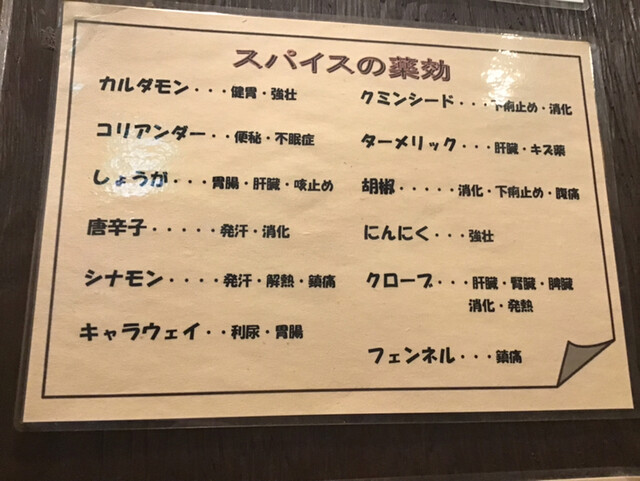 スパイスの薬効
カルダモン・・・健胃・強壮
コリアンダー・・便秘・不眠症
しょうが・・・胃腸・肝臓・咳止め
唐辛子・・・・・発汗・消化
シナモン・・・・発汗・解熱・鎮痛
キャラウェイ・・利尿・胃腸
クミンシード・・・下痢止め・消化
ターメリック・・・肝臓・キズ薬
胡椒・・・・・消化・下痢止め・腹痛
にんにく・・・強壮
クローブ・・・肝臓・腎臓・脾臓
消化・発熱
フェンネル・・・鎮痛